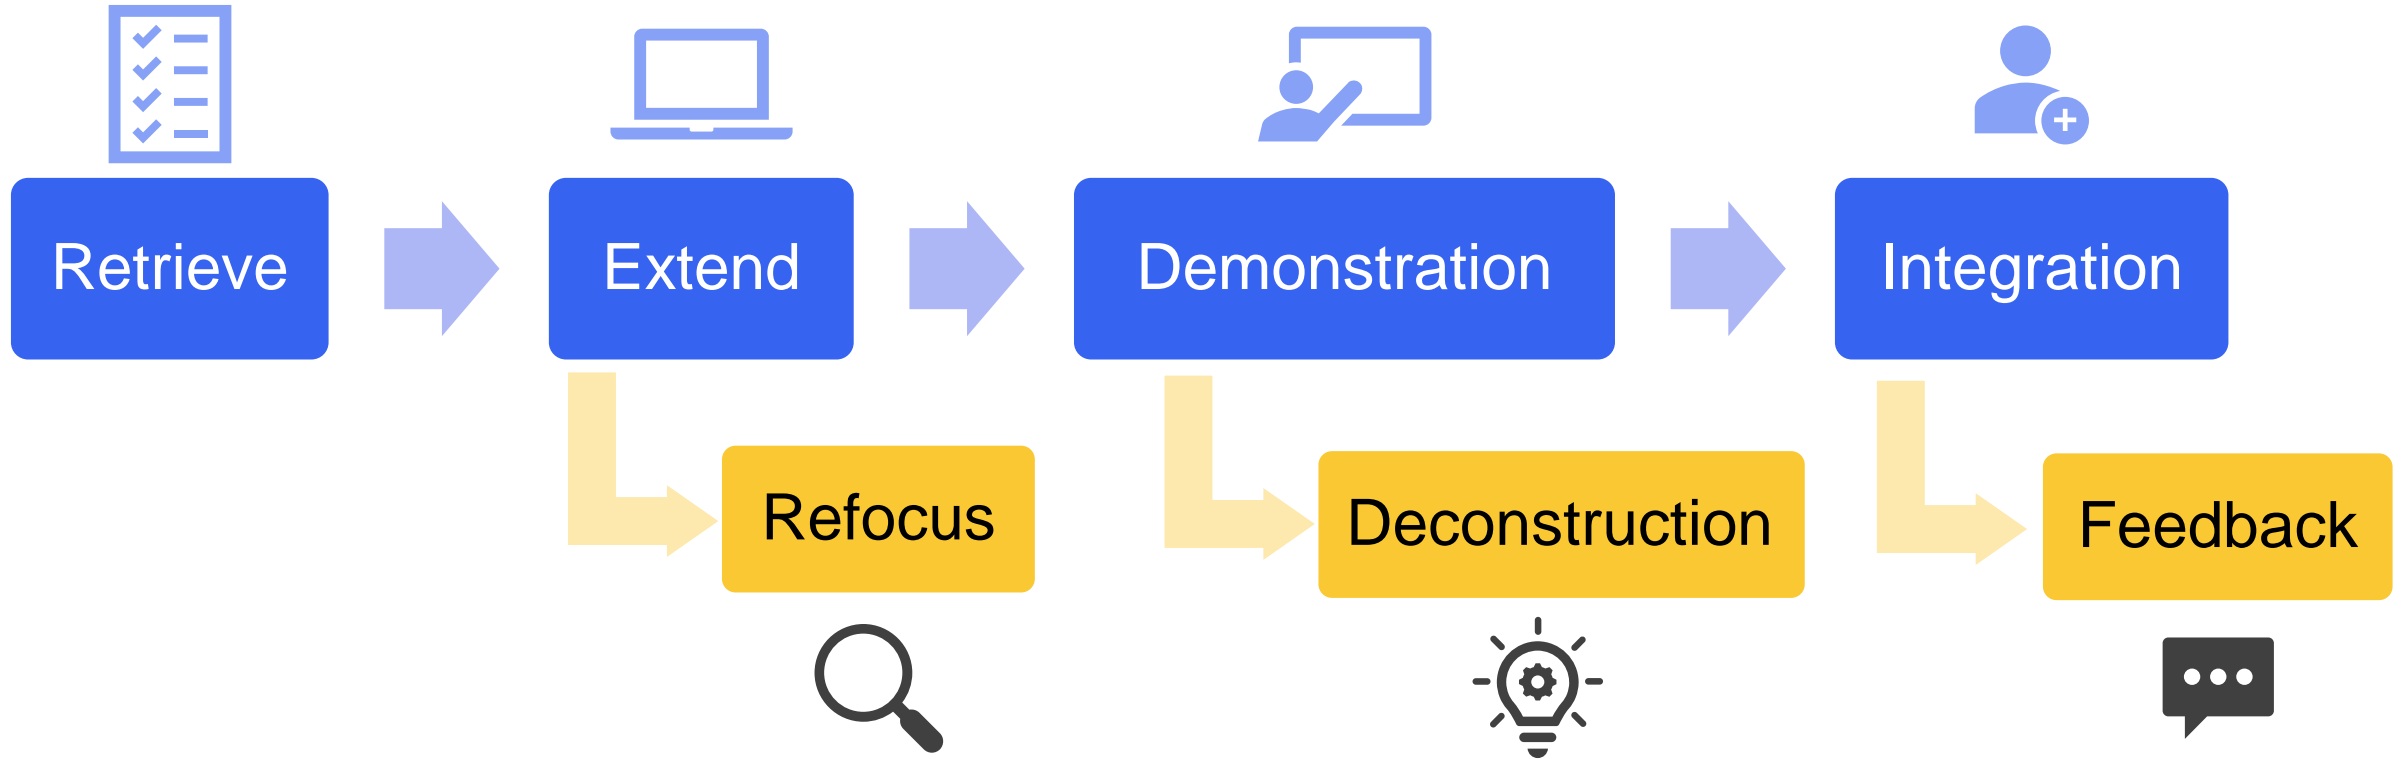 Retrieve
Extend
Demonstration
Integration
Refocus
Deconstruction
Feedback